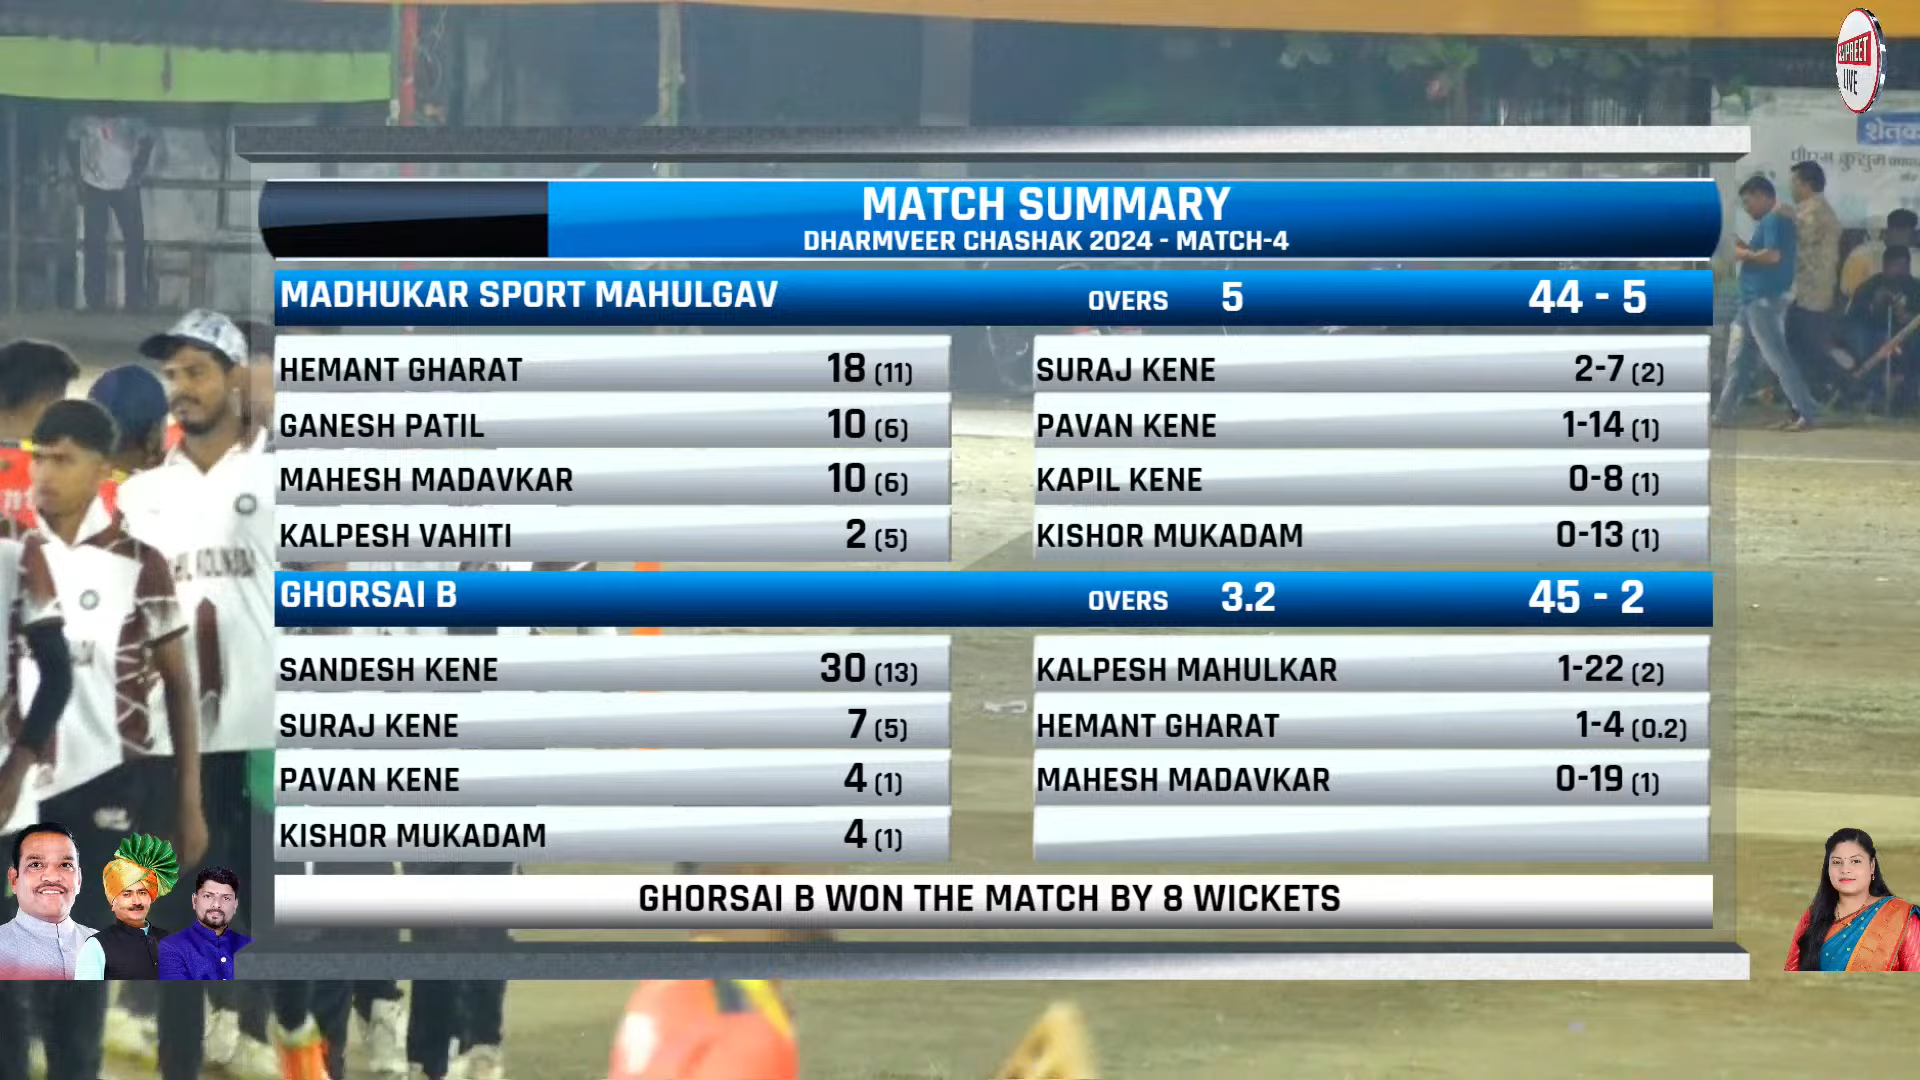 SAIPREET
LIVE
शेतक
पीएम कुसुम
MATCH SUMMARY
DHARMVEER CHASHAK 2024 - MATCH-4
MADHUKAR SPORT MAHULGAV OVERS 5 44 - 5
HEMANT GHARAT 18 (11) SURAJ KENE 2-7 (2)
GANESH PATIL 10 (6) PAVAN KENE 1-14 (1)
MAHESH MADAVKAR 10 (6) KAPIL KENE 0-8 (1)
KALPESH VAHITI 2 (5) KISHOR MUKADAM 0-13 (1)
GHORSAI B OVERS 3.2 45 - 2
SANDESH KENE 30 (13) KALPESH MAHULKAR 1-22 (2)
SURAJ KENE 7 (5) HEMANT GHARAT 1-4 (0.2)
PAVAN KENE 4 (1) MAHESH MADAVKAR 0-19 (1)
KISHOR MUKADAM 4 (1)
GHORSAI B WON THE MATCH BY 8 WICKETS